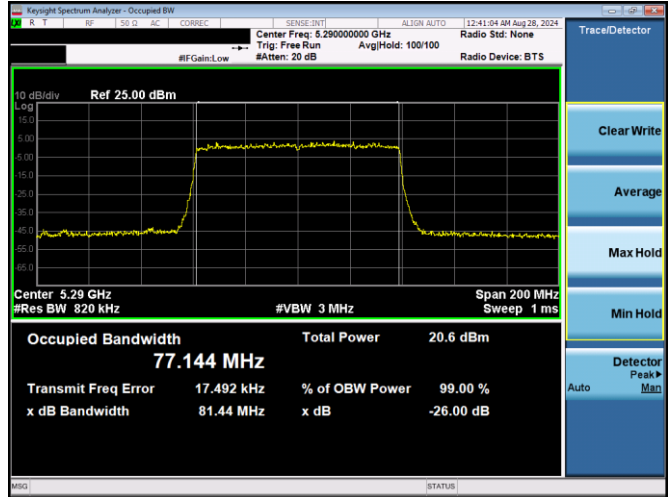 Keysight Spectrum Analyzer - Occupied BW
R T RF 50 Ω AC CORREC SENSE:INT ALIGN AUTO 12:41:04 AM Aug 28, 2024
Center Freq: 5.290000000 GHz Radio Std: None
Trig: Free Run Avg|Hold: 100/100
#IFGain:Low #Atten: 20 dB Radio Device: BTS
Trace/Detector
10 dB/div Ref 25.00 dBm
Log
15.0
5.00
-5.00
-15.0
-25.0
-35.0
-45.0
-55.0
-65.0
Center 5.29 GHz Span 200 MHz
#Res BW 820 kHz #VBW 3 MHz Sweep 1 ms
Occupied Bandwidth Total Power 20.6 dBm
77.144 MHz
Transmit Freq Error 17.492 kHz % of OBW Power 99.00 %
x dB Bandwidth 81.44 MHz x dB -26.00 dB
Clear Write
Average
Max Hold
Min Hold
Detector
Peak▶
Auto Man
MSG STATUS